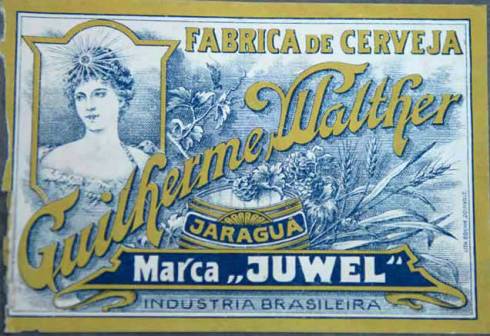 FABRICA DE CERVEJA
Guilherme Walther
JARAGUÁ
Marca „JUWEL“
INDUSTRIA BRASILEIRA